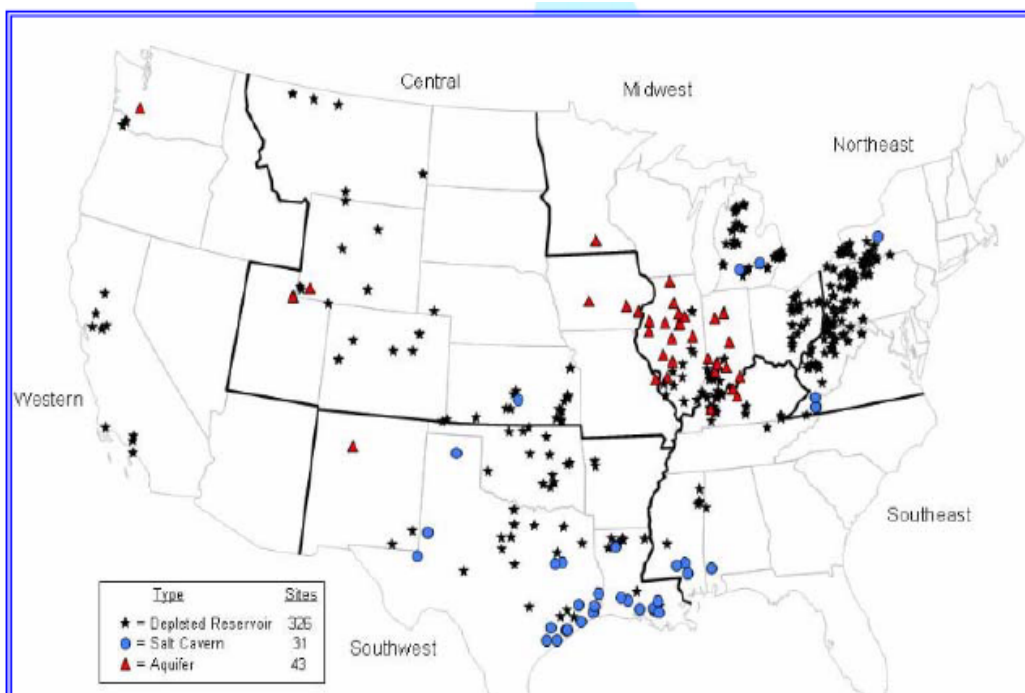 Central
Midwest
Northeast
Western
Southeast
Southwest
Type Sites
= Depleted Reservoir 326
= Salt Cavern 31
= Aquifer 43